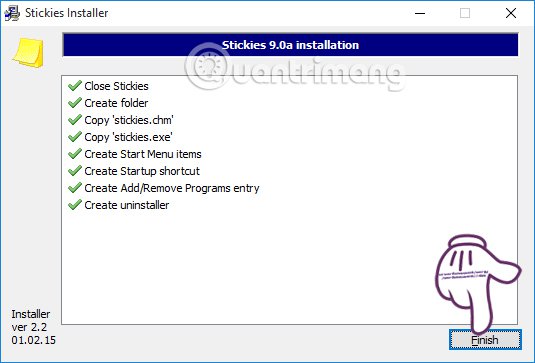 Stickies Installer
Stickies 9.0a installation
Quantrimang
Close Stickies
Create folder
Copy 'stickies.chm'
Copy 'stickies.exe'
Create Start Menu items
Create Startup shortcut
Create Add/Remove Programs entry
Create uninstaller
Installer
ver 2.2
01.02.15
Finish